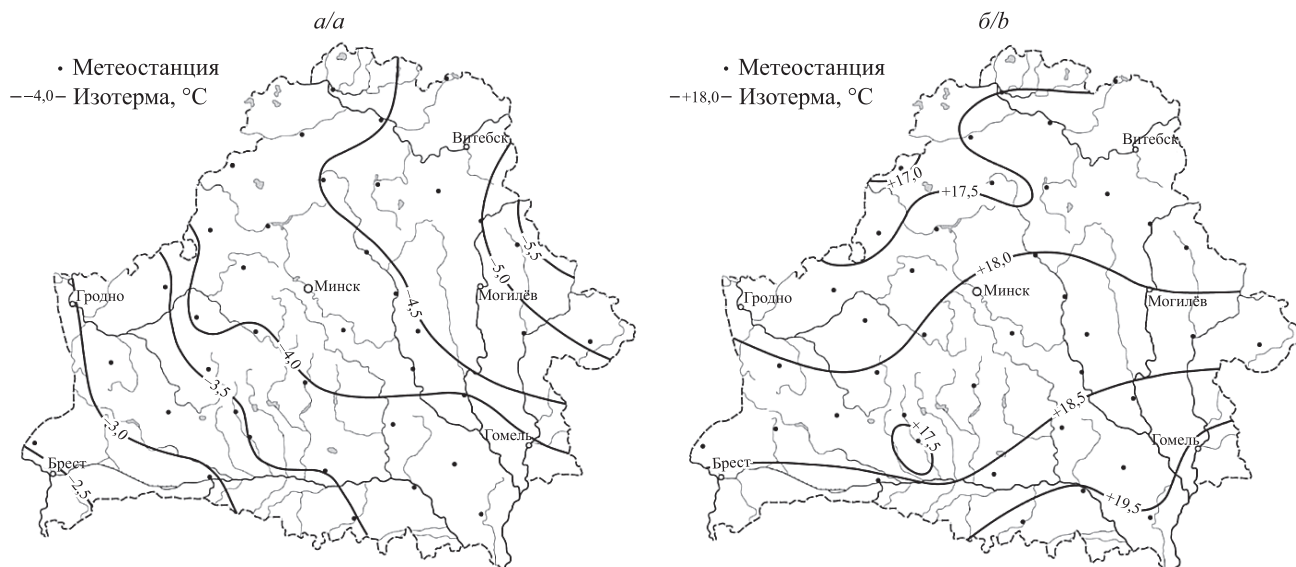 а/a
• Метеостанция
−−4,0− Изотерма, °C
Витебск
−5,5
−5,0
Минск
Могилёв
Гродно
−4,5
−4,0
−3,5
−3,0
Гомель
Брест
−2,5
б/b
• Метеостанция
−+18,0− Изотерма, °C
Витебск
+17,0
+17,5
+18,0
Минск
Гродно
Могилёв
+18,5
+17,5
Гомель
Брест
+19,5